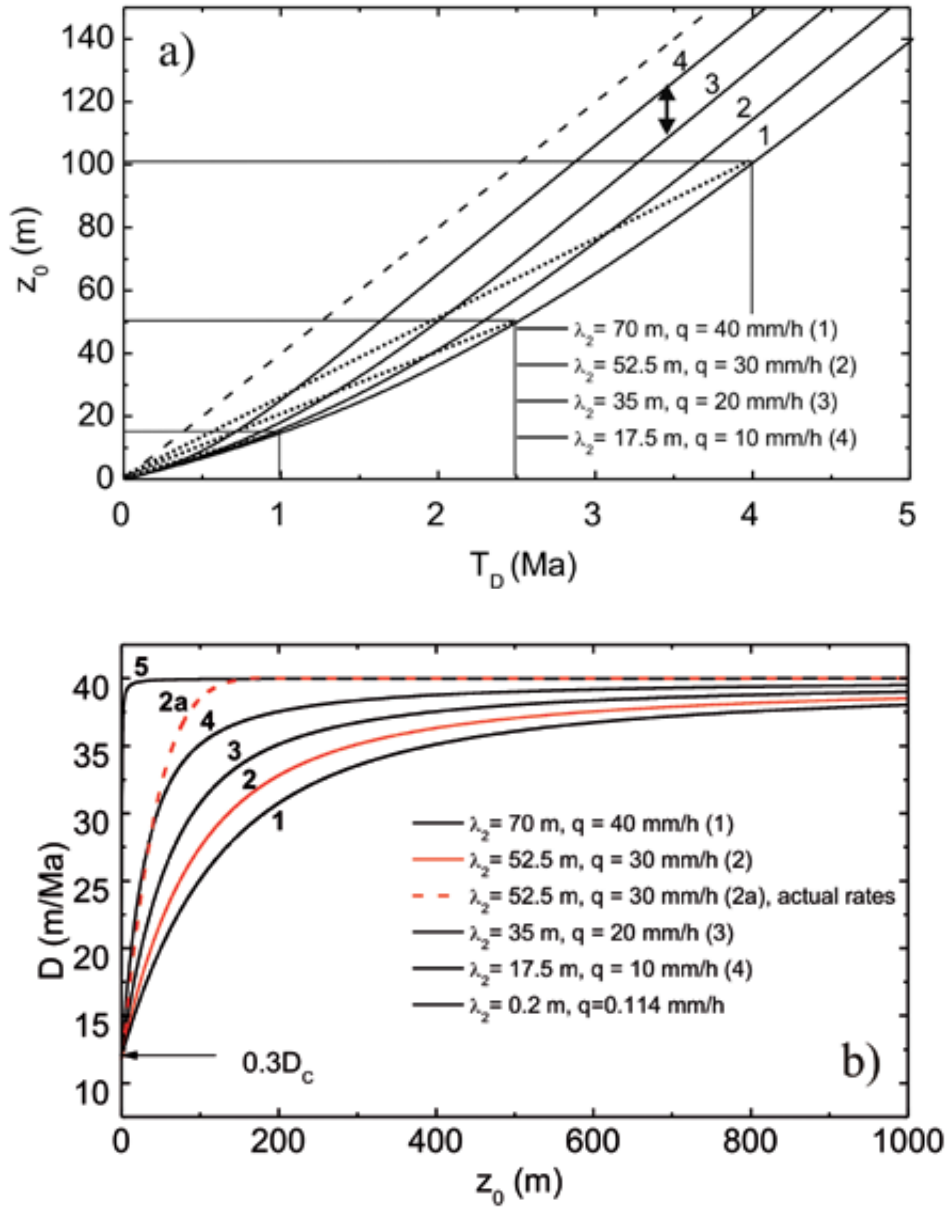 a)
140
120
100
80
60
40
20
0
z₀ (m)
4
3
2
1
λ₂= 70 m, q = 40 mm/h (1)
λ₂= 52.5 m, q = 30 mm/h (2)
λ₂= 35 m, q = 20 mm/h (3)
λ₂= 17.5 m, q = 10 mm/h (4)
0 1 2 3 4 5
T_D (Ma)
40
35
30
25
20
15
10
D (m/Ma)
5
2a
4
3
2
1
λ₂= 70 m, q = 40 mm/h (1)
λ₂= 52.5 m, q = 30 mm/h (2)
λ₂= 52.5 m, q = 30 mm/h (2a), actual rates
λ₂= 35 m, q = 20 mm/h (3)
λ₂= 17.5 m, q = 10 mm/h (4)
λ₂= 0.2 m, q=0.114 mm/h
0.3D_C
b)
0 200 400 600 800 1000
z₀ (m)